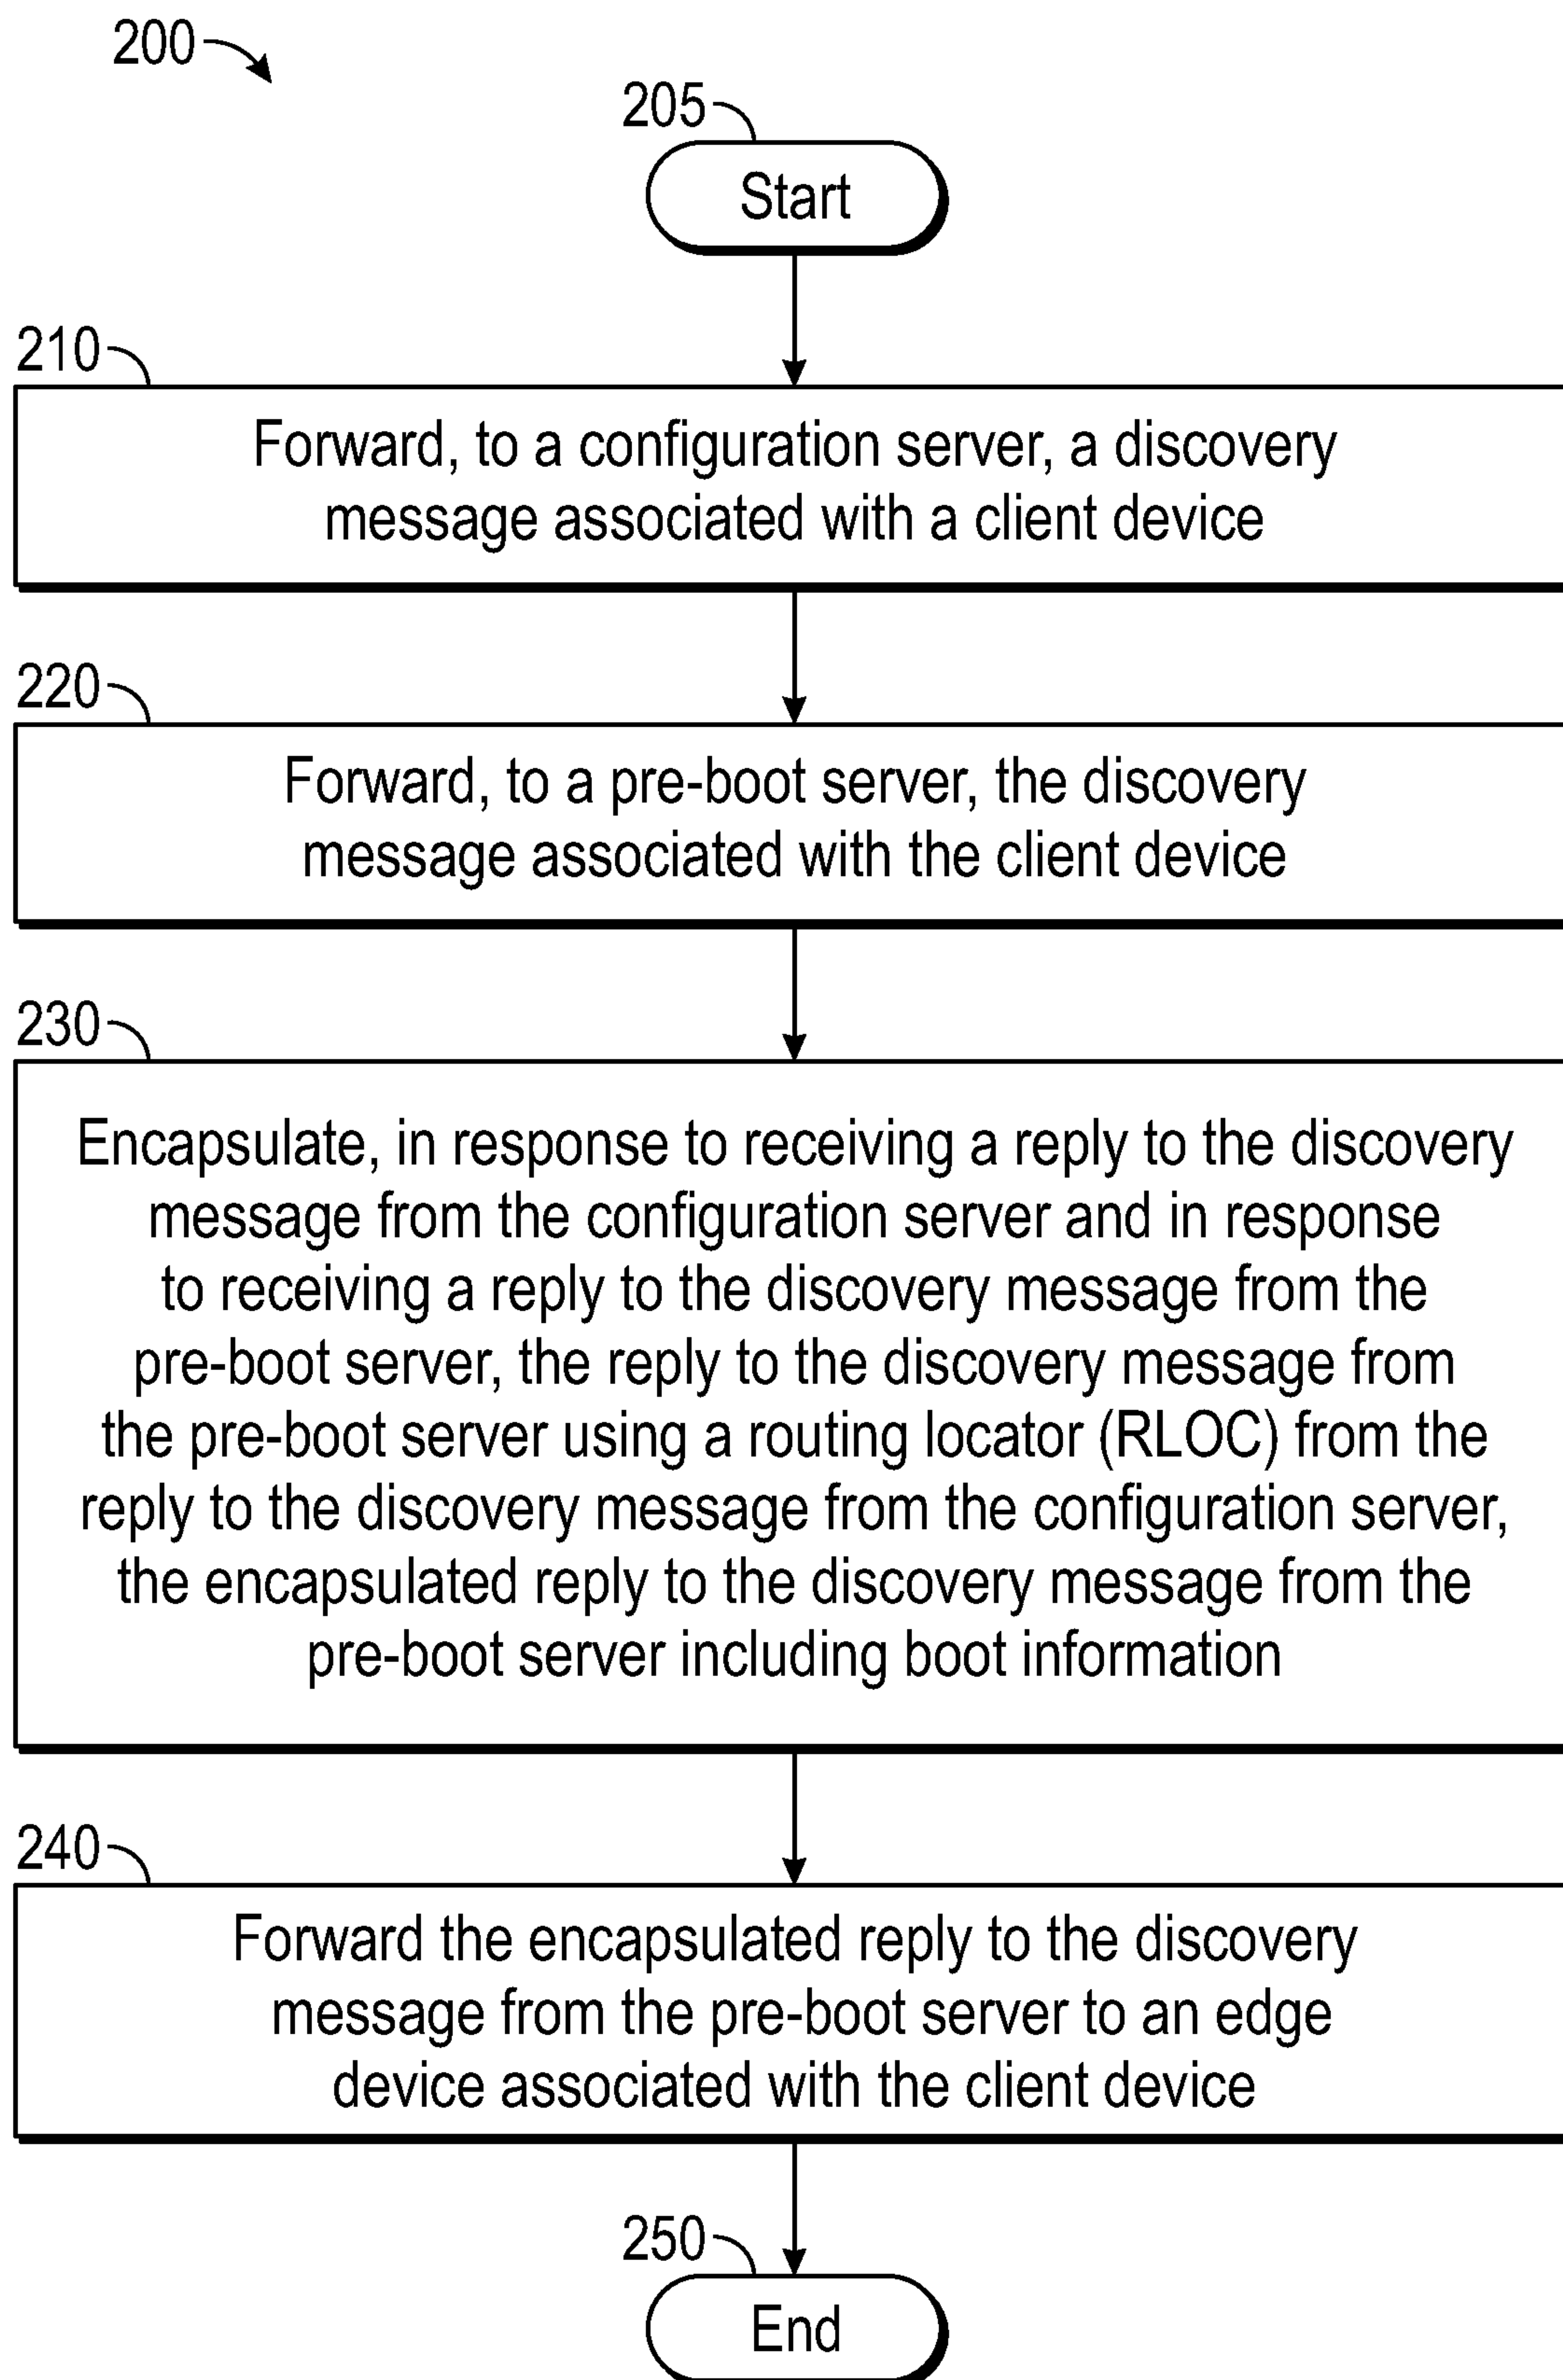 200
205
Start
210
Forward, to a configuration server, a discovery
message associated with a client device
220
Forward, to a pre-boot server, the discovery
message associated with the client device
230
Encapsulate, in response to receiving a reply to the discovery
message from the configuration server and in response
to receiving a reply to the discovery message from the
pre-boot server, the reply to the discovery message from
the pre-boot server using a routing locator (RLOC) from the
reply to the discovery message from the configuration server,
the encapsulated reply to the discovery message from the
pre-boot server including boot information
240
Forward the encapsulated reply to the discovery
message from the pre-boot server to an edge
device associated with the client device
250
End